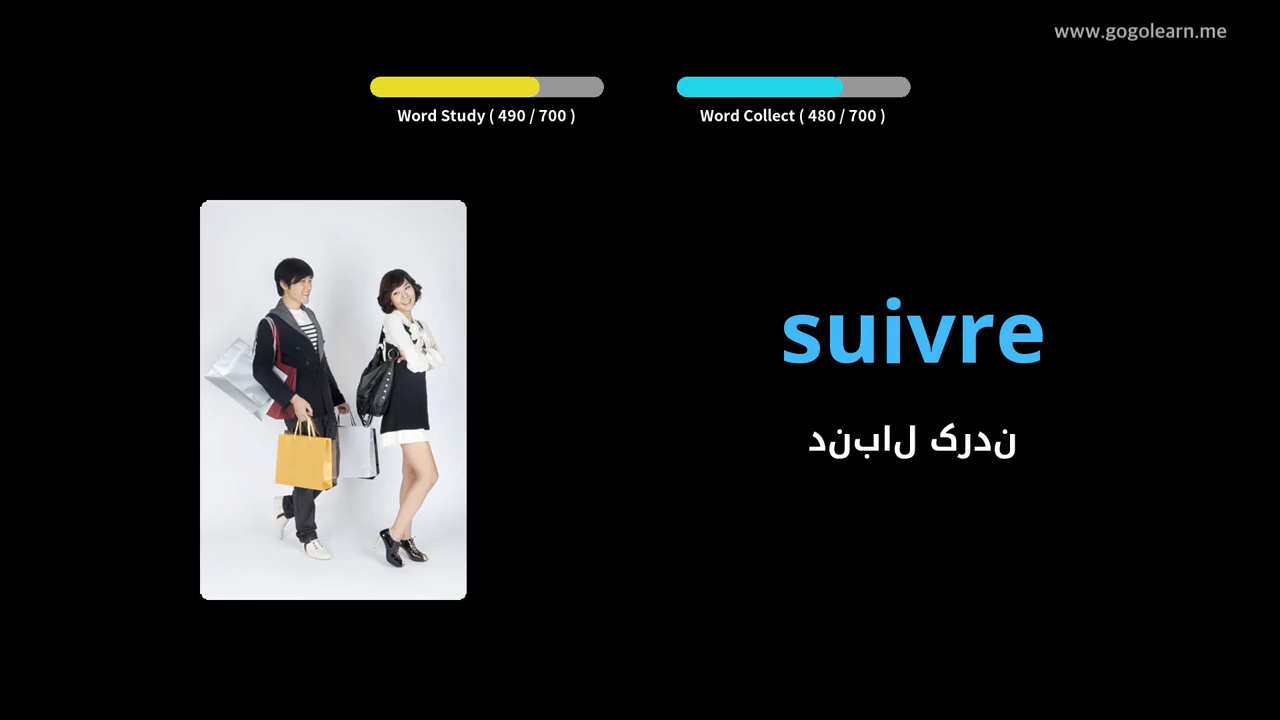 www.gogolearn.me
Word Study ( 490 / 700 )
Word Collect ( 480 / 700 )
suivre
دنبال کردن